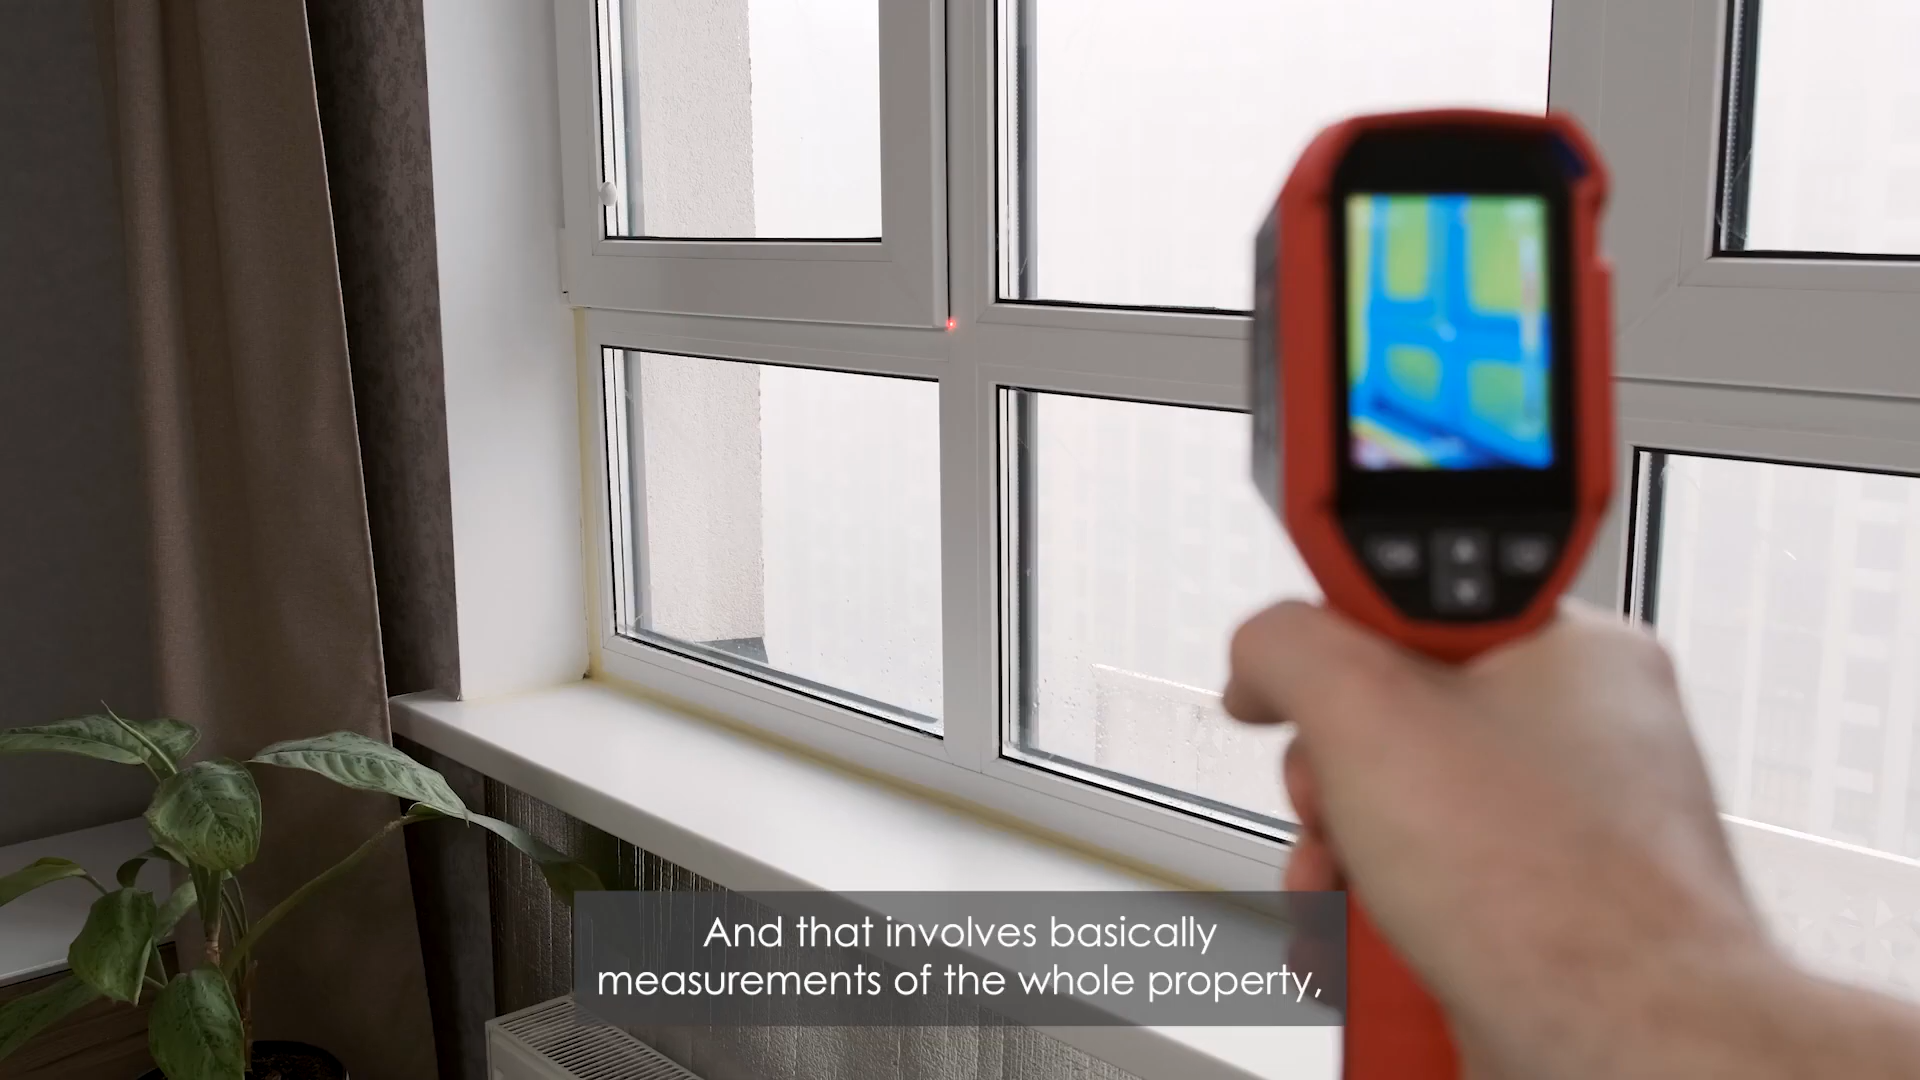 And that involves basically
measurements of the whole property,